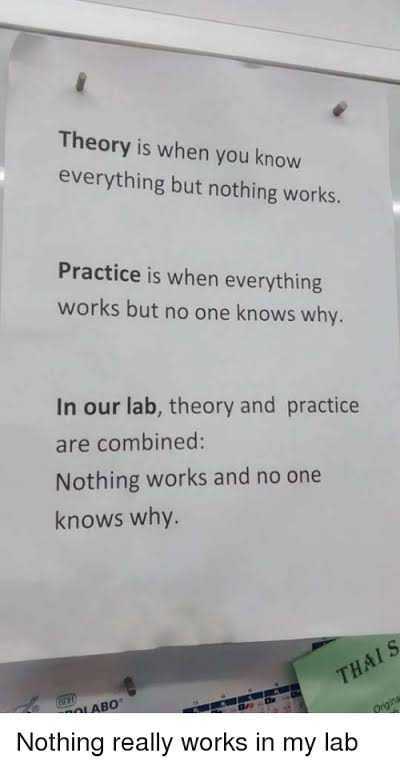 Theory is when you know
everything but nothing works.
Practice is when everything
works but no one knows why.
In our lab, theory and practice
are combined:
Nothing works and no one
knows why.
THAI S
Nothing really works in my lab